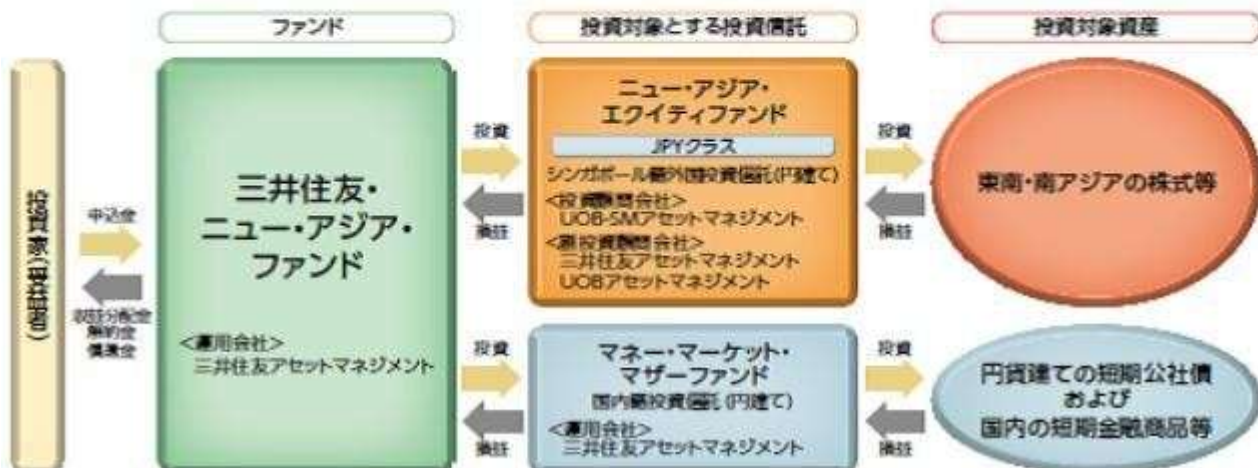 ファンド
投資対象とする投資信託
投資対象資産
投資家(受益者)
申込金
収益分配金
解約金
償還金
三井住友・
ニュー・アジア・
ファンド
<運用会社>
三井住友アセットマネジメント
投資
損益
ニュー・アジア・
エクイティファンド
JPYクラス
シンガポール籍外国投資信託(円建て)
<投資顧問会社>
UOB-SMアセットマネジメント
<副投資顧問会社>
三井住友アセットマネジメント
UOBアセットマネジメント
投資
損益
東南・南アジアの株式等
投資
損益
マネー・マーケット・
マザーファンド
国内籍投資信託(円建て)
<運用会社>
三井住友アセットマネジメント
投資
損益
円貨建ての短期公社債
および
国内の短期金融商品等